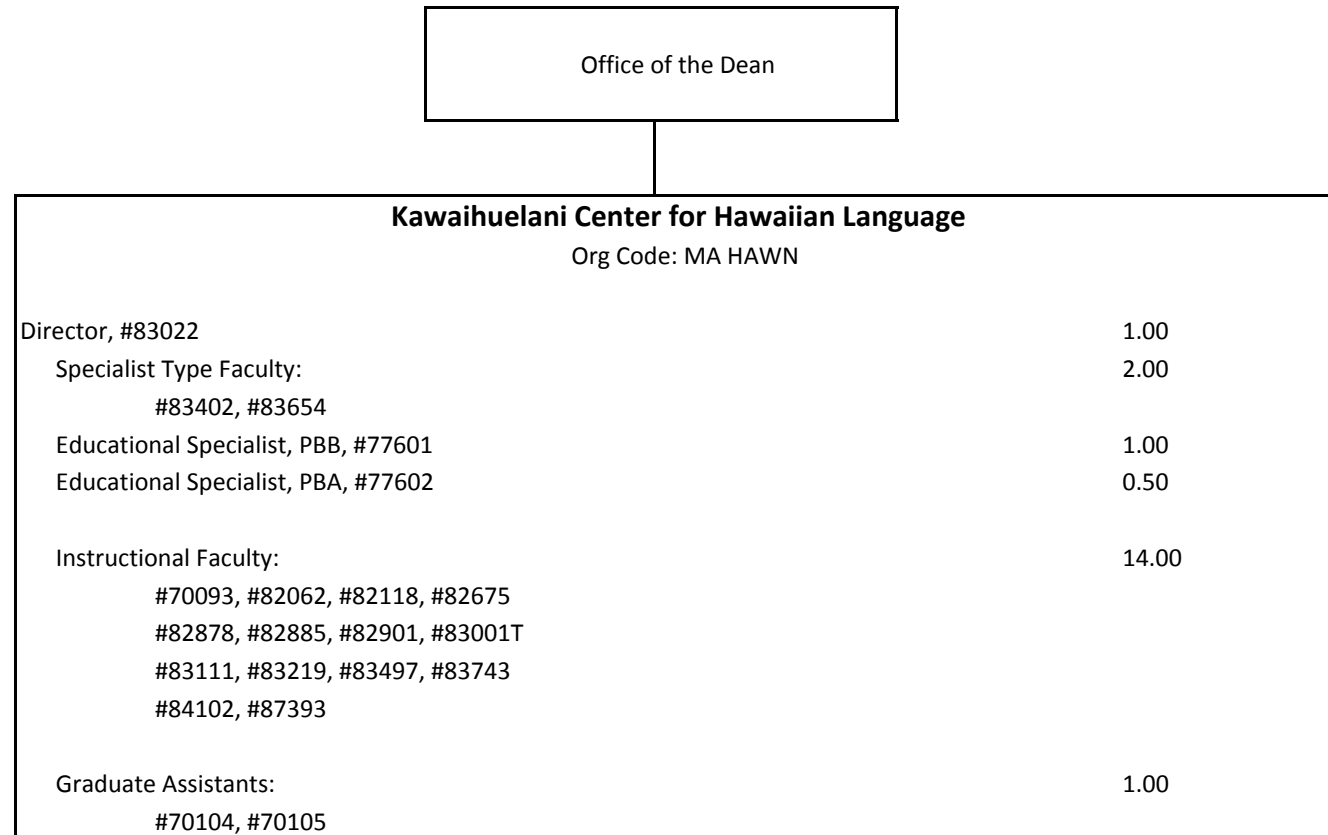 Office of the Dean
Kawaihuelani Center for Hawaiian Language
Org Code: MA HAWN
Director, #83022 1.00
Specialist Type Faculty: 2.00
#83402, #83654
Educational Specialist, PBB, #77601 1.00
Educational Specialist, PBA, #77602 0.50
Instructional Faculty: 14.00
#70093, #82062, #82118, #82675
#82878, #82885, #82901, #83001T
#83111, #83219, #83497, #83743
#84102, #87393
Graduate Assistants: 1.00
#70104, #70105